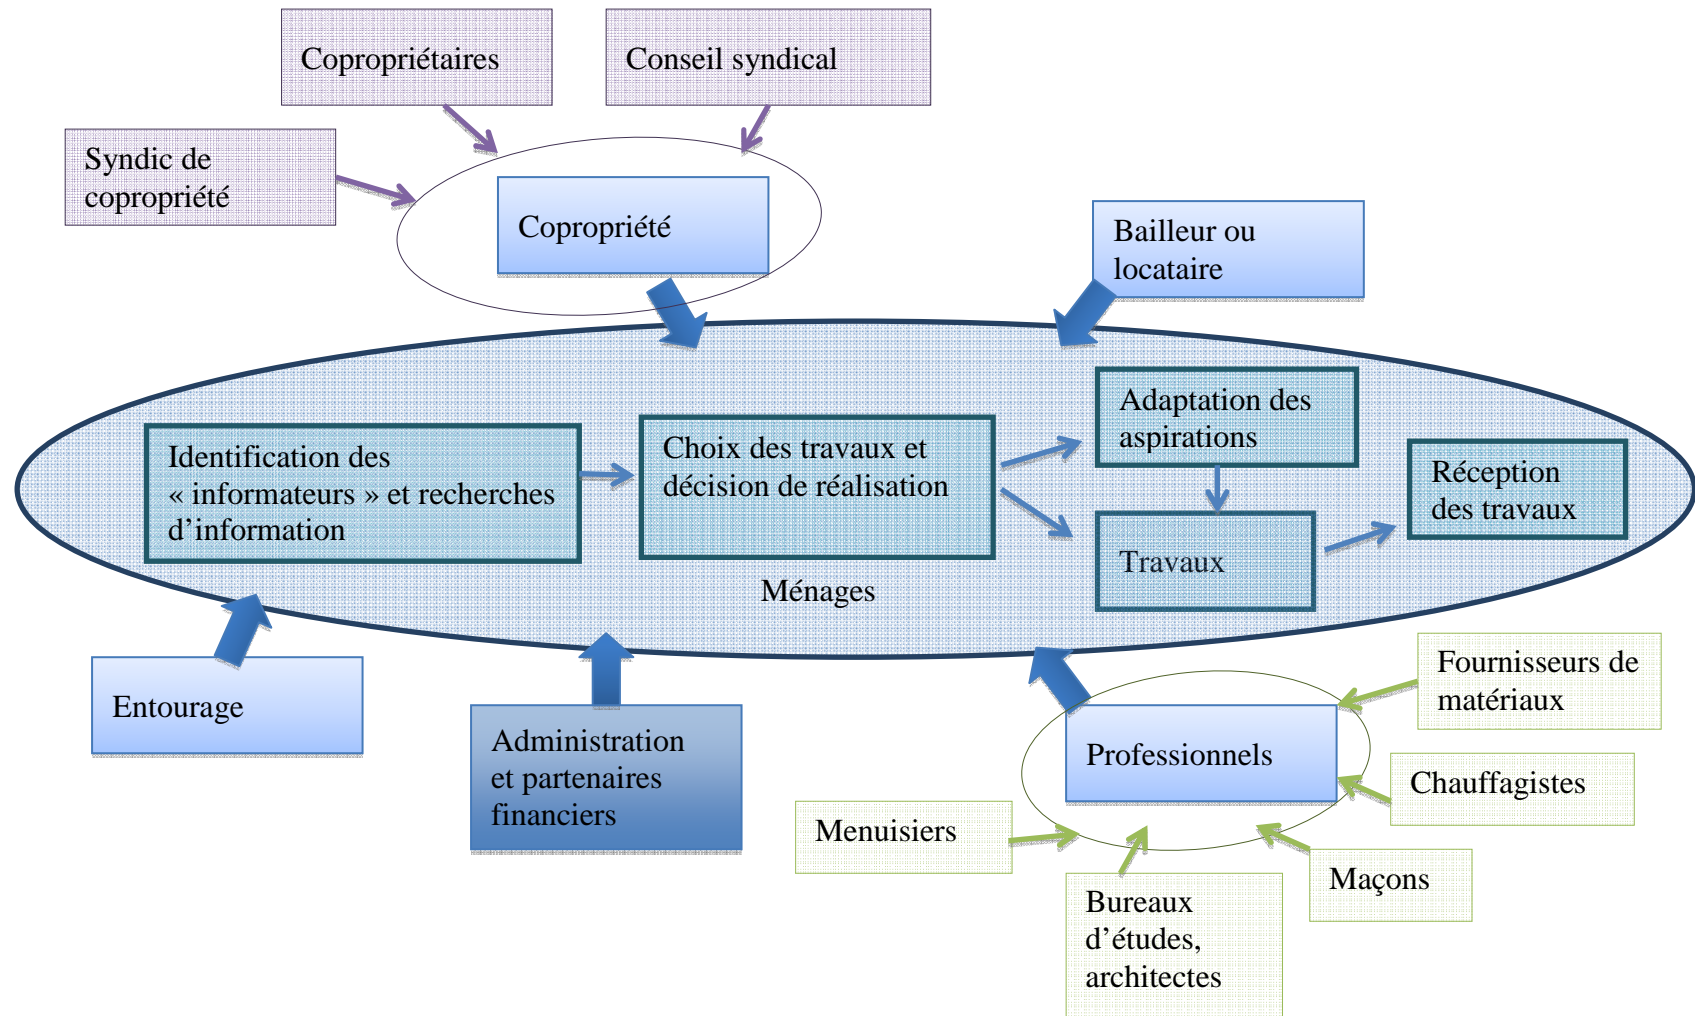 Copropriétaires
Conseil syndical
Syndic de
copropriété
Copropriété
Bailleur ou
locataire
Identification des
« informateurs » et recherches
d’information
Choix des travaux et
décision de réalisation
Adaptation des
aspirations
Travaux
Réception
des travaux
Ménages
Entourage
Administration
et partenaires
financiers
Professionnels
Fournisseurs de
matériaux
Chauffagistes
Maçons
Menuisiers
Bureaux
d’études,
architectes